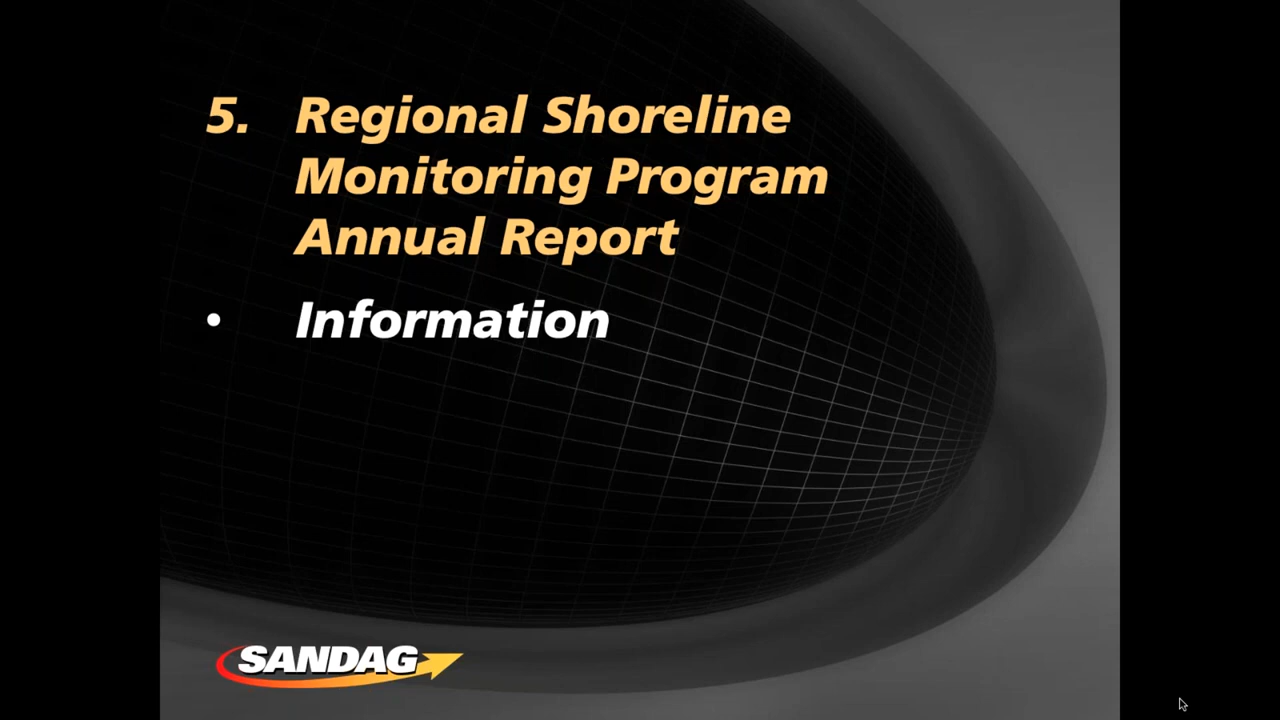 5. Regional Shoreline
Monitoring Program
Annual Report
• Information
SANDAG